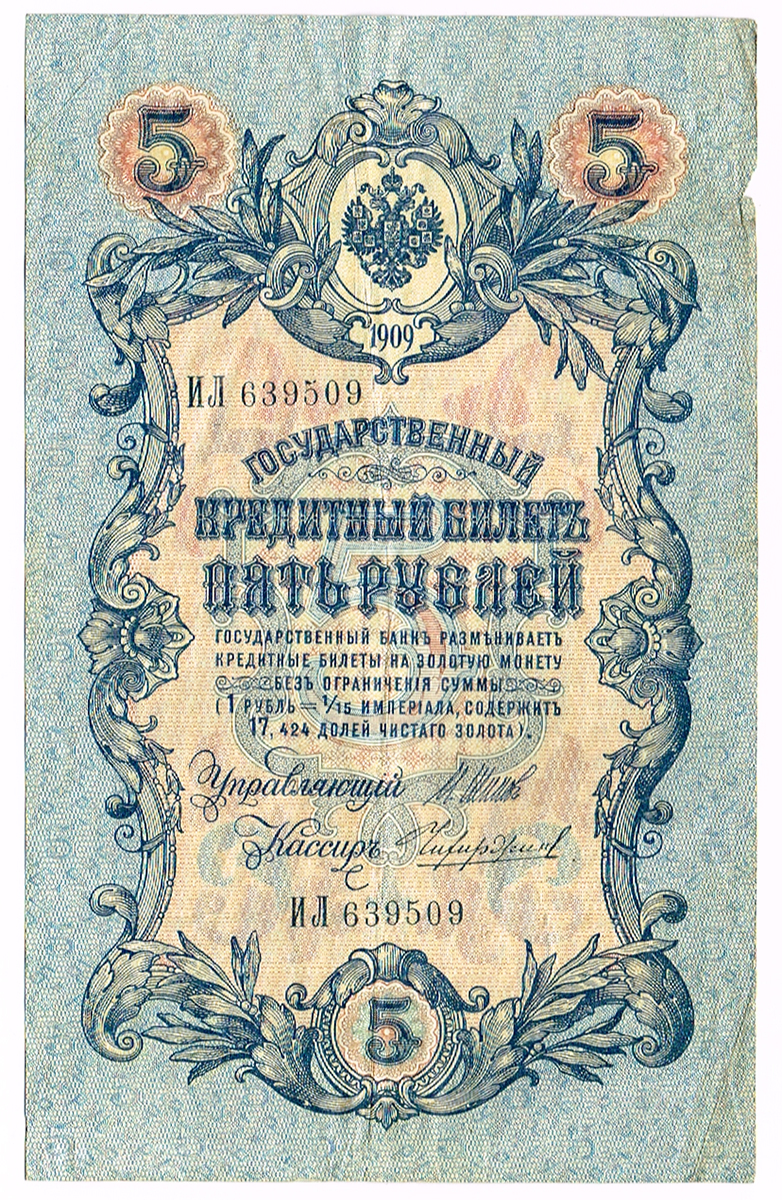 5 5
1909
ИЛ 639509
ГОСУДАРСТВЕННЫЙ
КРЕДИТНЫЙ БИЛЕТЪ
ПЯТЬ РУБЛЕЙ
ГОСУДАРСТВЕННЫЙ БАНКЪ РАЗМѢНИВАЕТЪ
КРЕДИТНЫЕ БИЛЕТЫ НА ЗОЛОТУЮ МОНЕТУ
БЕЗЪ ОГРАНИЧЕНІЯ СУММЫ
(1 РУБЛЬ = 1/15 ИМПЕРІАЛА, СОДЕРЖИТЪ
17,424 ДОЛЕЙ ЧИСТАГО ЗОЛОТА).
Управляющій И. Шипов
Кассиръ
ИЛ 639509
5